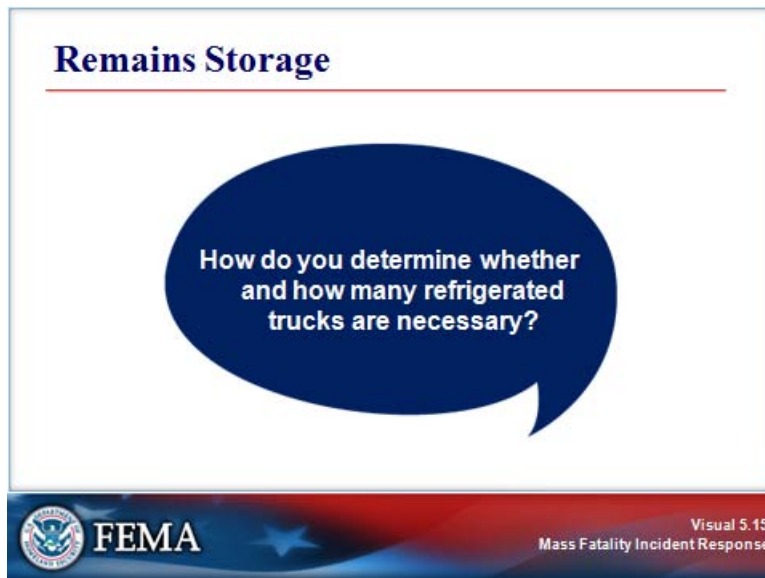 Remains Storage
How do you determine whether
and how many refrigerated
trucks are necessary?
FEMA
Visual 5.15
Mass Fatality Incident Response